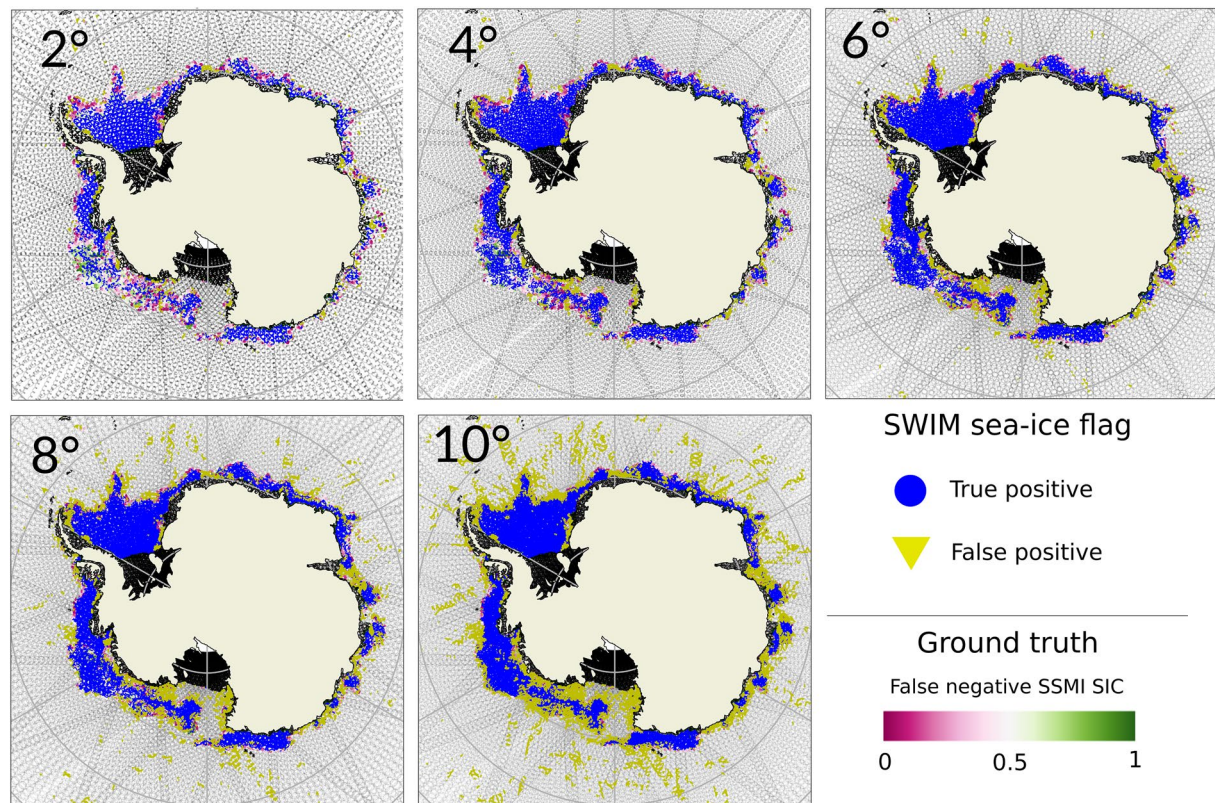 2°
4°
6°
8°
10°
SWIM sea-ice flag
True positive
False positive
Ground truth
False negative SSMI SIC
0
0.5
1